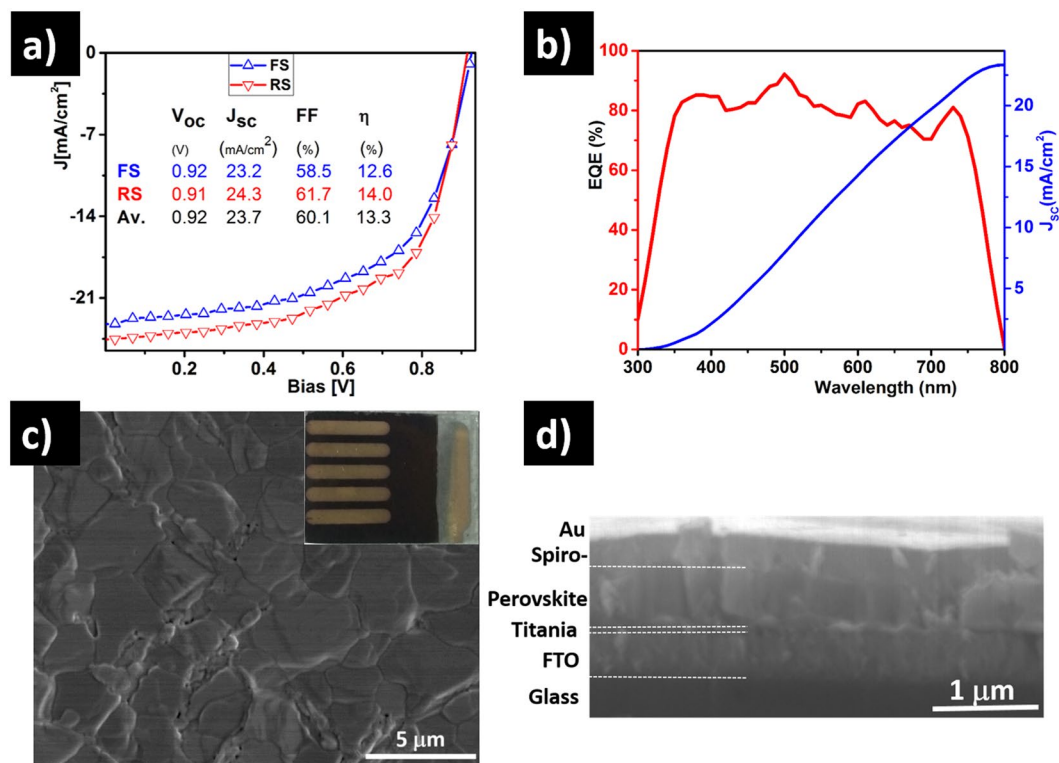 a)
FS
RS
V_OC J_SC FF η
(V) (mA/cm²) (%) (%)
FS 0.92 23.2 58.5 12.6
RS 0.91 24.3 61.7 14.0
Av. 0.92 23.7 60.1 13.3
J[mA/cm²]
0
-7
-14
-21
0.2 0.4 0.6 0.8
Bias [V]
b)
EQE (%)
100
80
60
40
20
0
20
15
10
5
J_sc(mA/cm²)
300 400 500 600 700 800
Wavelength (nm)
c)
5 μm
d)
Au
Spiro-
Perovskite
Titania
FTO
Glass
1 μm